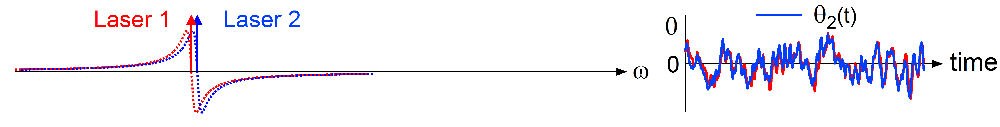 Laser 1
Laser 2
ω
θ
θ2(t)
0
time